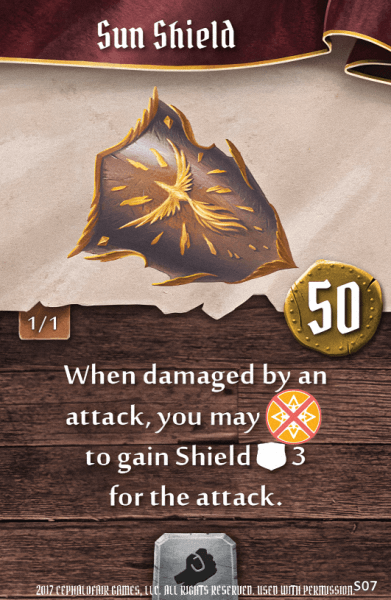 Sun Shield
50
1/1
When damaged by an
attack, you may
to gain Shield 3
for the attack.
2017 CEPHALOFAIR GAMES, LLC. ALL RIGHTS RESERVED. USED WITH PERMISSION
S07